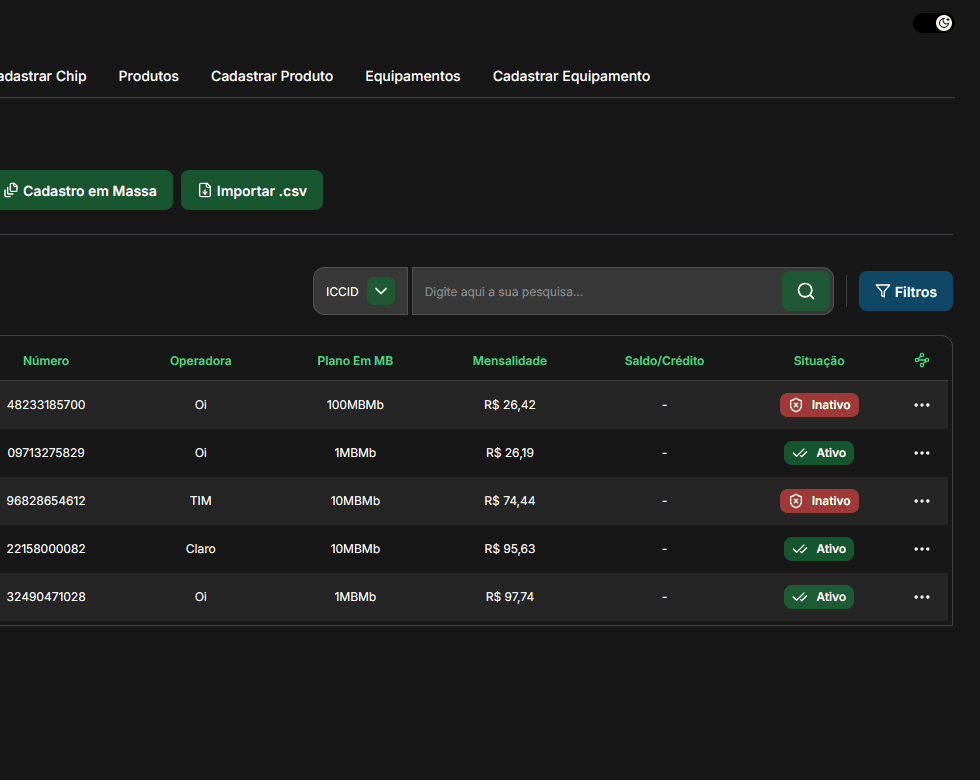 adastrar Chip Produtos Cadastrar Produto Equipamentos Cadastrar Equipamento
Cadastro em Massa Importar .csv
ICCID Digite aqui a sua pesquisa... Filtros
Número Operadora Plano Em MB Mensalidade Saldo/Crédito Situação
48233185700 Oi 100MBMb R$ 26,42 - Inativo
09713275829 Oi 1MBMb R$ 26,19 - Ativo
96828654612 TIM 10MBMb R$ 74,44 - Inativo
22158000082 Claro 10MBMb R$ 95,63 - Ativo
32490471028 Oi 1MBMb R$ 97,74 - Ativo